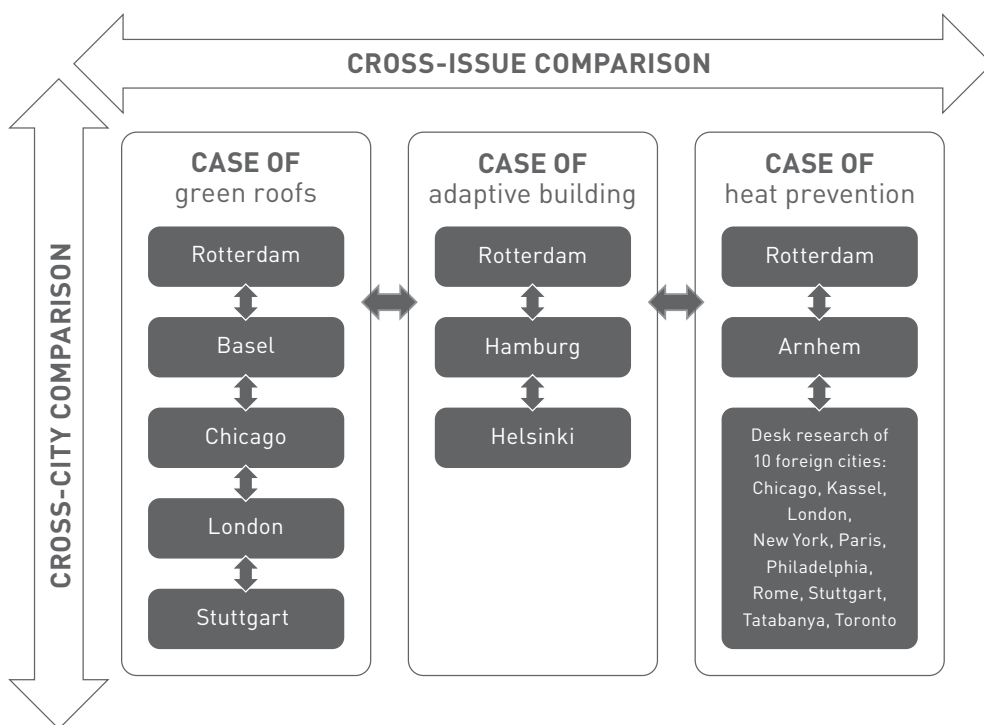 CROSS-ISSUE COMPARISON
CROSS-CITY COMPARISON
CASE OF
green roofs
Rotterdam
Basel
Chicago
London
Stuttgart
CASE OF
adaptive building
Rotterdam
Hamburg
Helsinki
CASE OF
heat prevention
Rotterdam
Arnhem
Desk research of
10 foreign cities:
Chicago, Kassel,
London,
New York, Paris,
Philadelphia,
Rome, Stuttgart,
Tatabanya, Toronto